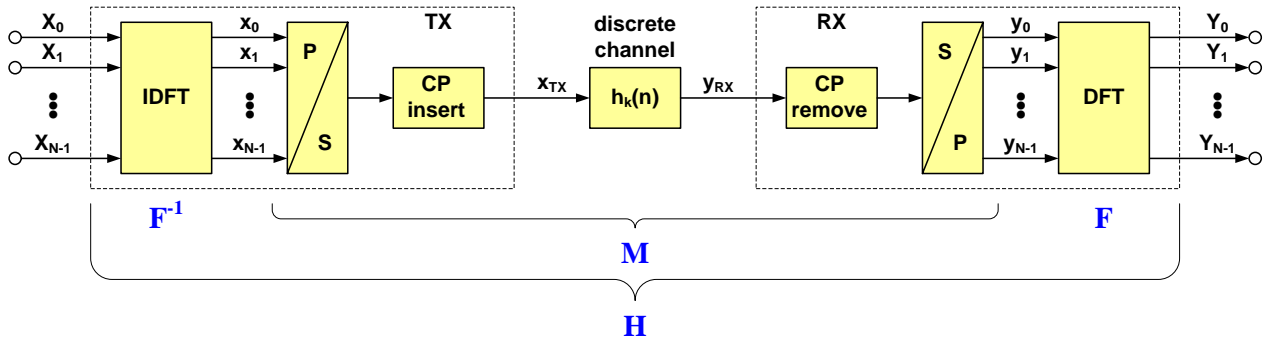 X0
X1
XN-1
IDFT
x0
x1
xN-1
P
S
TX
CP
insert
xTX
discrete
channel
hk(n)
yRX
RX
CP
remove
S
P
y0
y1
yN-1
DFT
Y0
Y1
YN-1
F-1
M
F
H